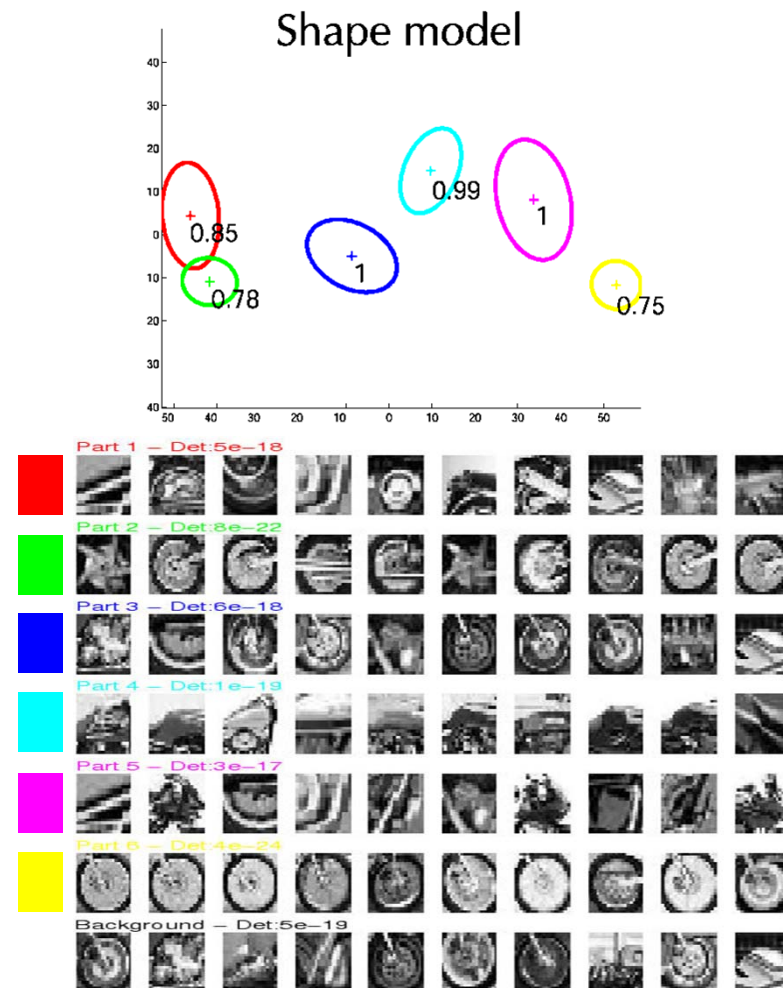 Shape model
40
30
20
10
0
10
20
30
40
0.85
0.78
1
0.99
1
0.75
50 40 30 20 10 0 10 20 30 40 50
Part 1 – Det:5e–18
Part 2 – Det:8e–22
Part 3 – Det:6e–18
Part 4 – Det:1e–19
Part 5 – Det:3e–17
Part 6 – Det:4e–24
Background – Det:5e–19